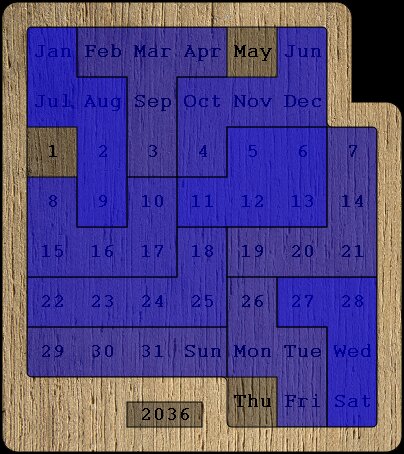 Jan Feb Mar Apr May Jun
Jul Aug Sep Oct Nov Dec
1 2 3 4 5 6 7
8 9 10 11 12 13 14
15 16 17 18 19 20 21
22 23 24 25 26 27 28
29 30 31 Sun Mon Tue Wed
Thu Fri Sat
2036